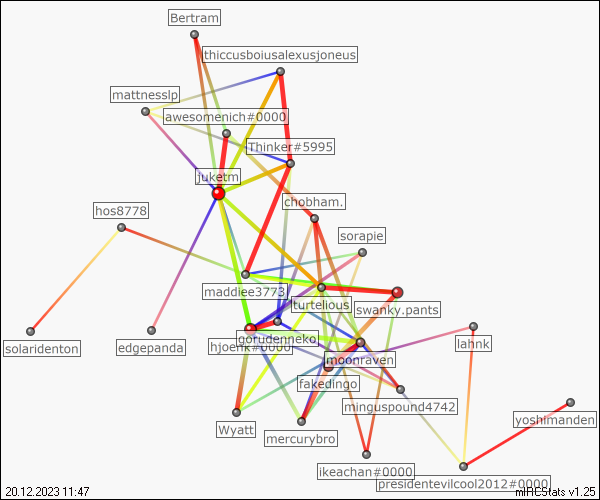 Bertram
thiccusboiusalexusjoneus
mattnesslp
awesomenich#0000
Thinker#5995
juketm
chobham.
hos8778
sorapie
maddiee3773
turtelious
swanky.pants
gorudenneko
hjoenk#0000
solaridenton
edgepanda
moonraven
lahnk
fakedingo
minguspound4742
Wyatt
mercurybro
yoshimanden
ikeachan#0000
presidentevilcool2012#0000
20.12.2023 11:47
mIRCStats v1.25